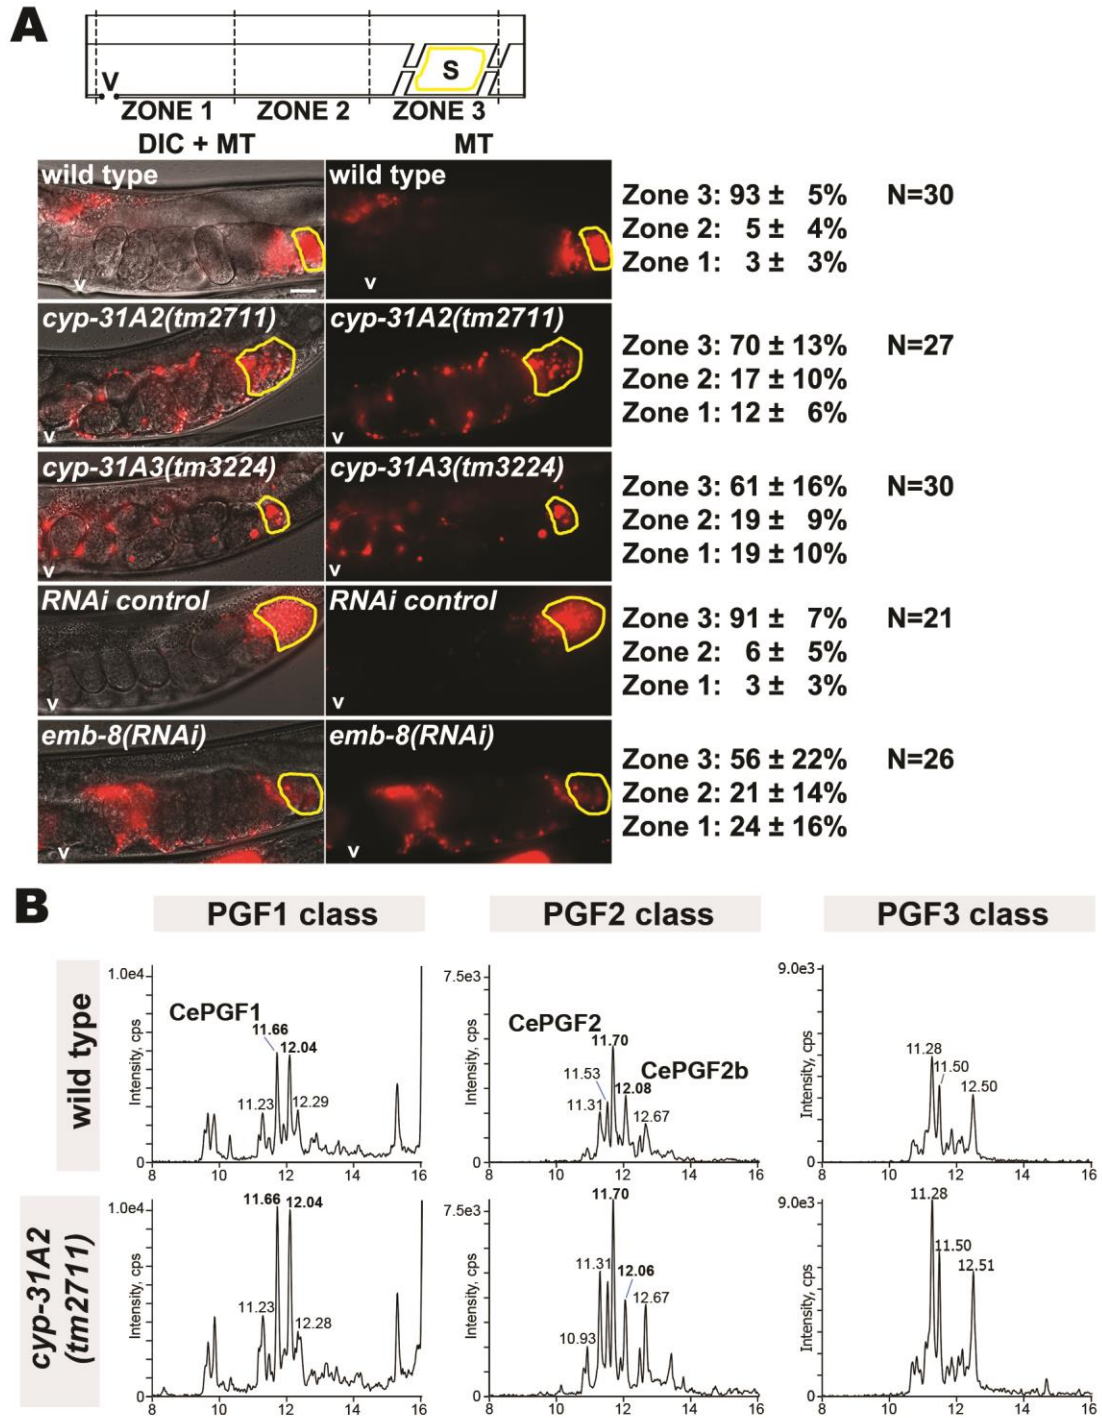 A
V
S
ZONE 1 ZONE 2 ZONE 3
DIC + MT MT
wild type wild type
v v
Zone 3: 93 ± 5% N=30
Zone 2: 5 ± 4%
Zone 1: 3 ± 3%
cyp-31A2(tm2711) cyp-31A2(tm2711)
v v
Zone 3: 70 ± 13% N=27
Zone 2: 17 ± 10%
Zone 1: 12 ± 6%
cyp-31A3(tm3224) cyp-31A3(tm3224)
v v
Zone 3: 61 ± 16% N=30
Zone 2: 19 ± 9%
Zone 1: 19 ± 10%
RNAi control RNAi control
v v
Zone 3: 91 ± 7% N=21
Zone 2: 6 ± 5%
Zone 1: 3 ± 3%
emb-8(RNAi) emb-8(RNAi)
v v
Zone 3: 56 ± 22% N=26
Zone 2: 21 ± 14%
Zone 1: 24 ± 16%
B
PGF1 class PGF2 class PGF3 class
wild type
1.0e4
Intensity, cps
0
CePGF1
11.66
12.04
11.23
12.29
8 10 12 14 16
7.5e3
Intensity, cps
0
CePGF2
11.70
CePGF2b
11.53
12.08
11.31
12.67
8 10 12 14 16
9.0e3
Intensity, cps
0
11.28
11.50
12.50
8 10 12 14 16
cyp-31A2
(tm2711)
1.0e4
Intensity, cps
0
11.66
12.04
11.23
12.28
8 10 12 14 16
7.5e3
Intensity, cps
0
11.70
11.31
12.06
12.67
10.93
8 10 12 14 16
9.0e3
Intensity, cps
0
11.28
11.50
12.51
8 10 12 14 16